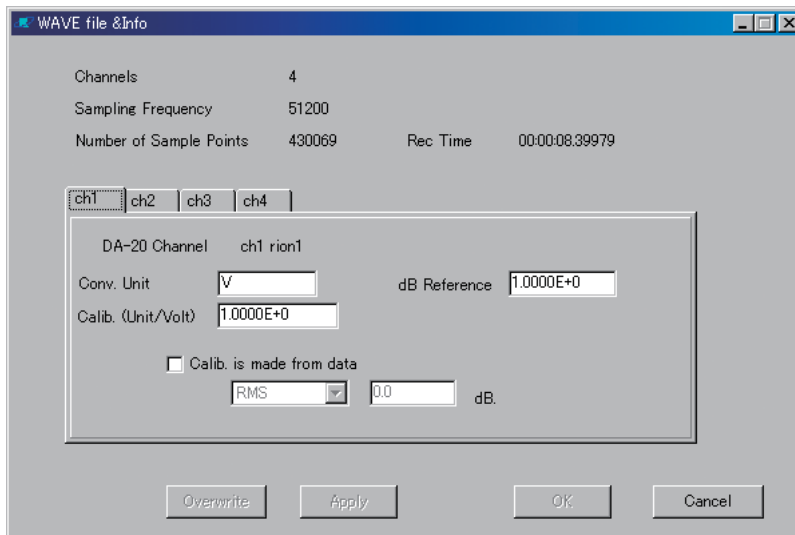 WAVE file &Info
Channels 4
Sampling Frequency 51200
Number of Sample Points 430069 Rec Time 00:00:08.39979
ch1 ch2 ch3 ch4
DA-20 Channel ch1 rion1
Conv. Unit V dB Reference 1.0000E+0
Calib. (Unit/Volt) 1.0000E+0
Calib. is made from data
RMS 0.0 dB.
Overwrite Apply OK Cancel